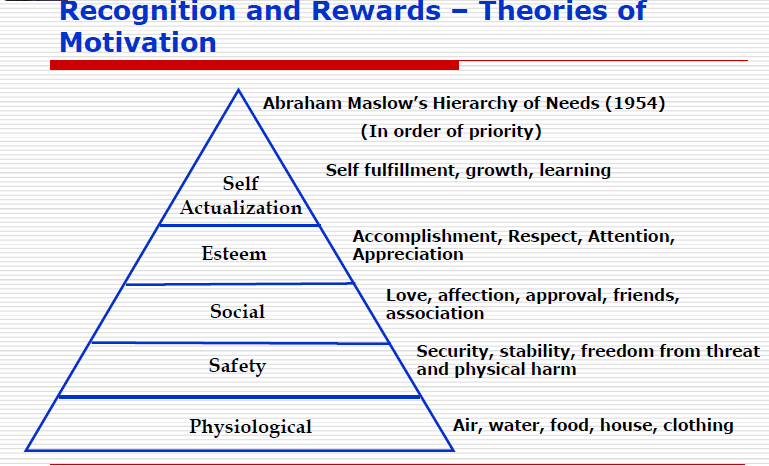 Recognition and Rewards – Theories of
Motivation
Abraham Maslow’s Hierarchy of Needs (1954)
(In order of priority)
Self fulfillment, growth, learning
Self
Actualization
Accomplishment, Respect, Attention,
Appreciation
Esteem
Love, affection, approval, friends,
association
Social
Security, stability, freedom from threat
and physical harm
Safety
Air, water, food, house, clothing
Physiological